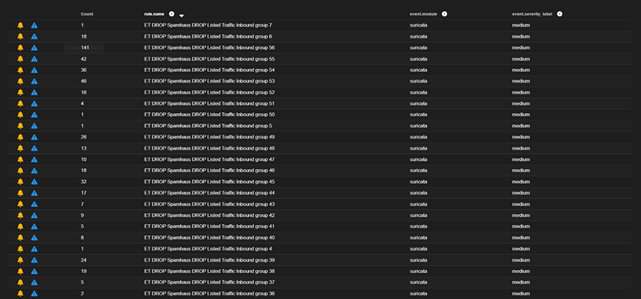 Count rule.name event.module event.severity_label
1 ET DROP Spamhaus DROP Listed Traffic Inbound group 7 suricata medium
18 ET DROP Spamhaus DROP Listed Traffic Inbound group 6 suricata medium
141 ET DROP Spamhaus DROP Listed Traffic Inbound group 56 suricata medium
42 ET DROP Spamhaus DROP Listed Traffic Inbound group 55 suricata medium
36 ET DROP Spamhaus DROP Listed Traffic Inbound group 54 suricata medium
46 ET DROP Spamhaus DROP Listed Traffic Inbound group 53 suricata medium
16 ET DROP Spamhaus DROP Listed Traffic Inbound group 52 suricata medium
4 ET DROP Spamhaus DROP Listed Traffic Inbound group 51 suricata medium
1 ET DROP Spamhaus DROP Listed Traffic Inbound group 50 suricata medium
1 ET DROP Spamhaus DROP Listed Traffic Inbound group 5 suricata medium
26 ET DROP Spamhaus DROP Listed Traffic Inbound group 49 suricata medium
13 ET DROP Spamhaus DROP Listed Traffic Inbound group 48 suricata medium
10 ET DROP Spamhaus DROP Listed Traffic Inbound group 47 suricata medium
18 ET DROP Spamhaus DROP Listed Traffic Inbound group 46 suricata medium
32 ET DROP Spamhaus DROP Listed Traffic Inbound group 45 suricata medium
17 ET DROP Spamhaus DROP Listed Traffic Inbound group 44 suricata medium
7 ET DROP Spamhaus DROP Listed Traffic Inbound group 43 suricata medium
9 ET DROP Spamhaus DROP Listed Traffic Inbound group 42 suricata medium
5 ET DROP Spamhaus DROP Listed Traffic Inbound group 41 suricata medium
8 ET DROP Spamhaus DROP Listed Traffic Inbound group 40 suricata medium
1 ET DROP Spamhaus DROP Listed Traffic Inbound group 4 suricata medium
24 ET DROP Spamhaus DROP Listed Traffic Inbound group 39 suricata medium
19 ET DROP Spamhaus DROP Listed Traffic Inbound group 38 suricata medium
5 ET DROP Spamhaus DROP Listed Traffic Inbound group 37 suricata medium
2 ET DROP Spamhaus DROP Listed Traffic Inbound group 36 suricata medium